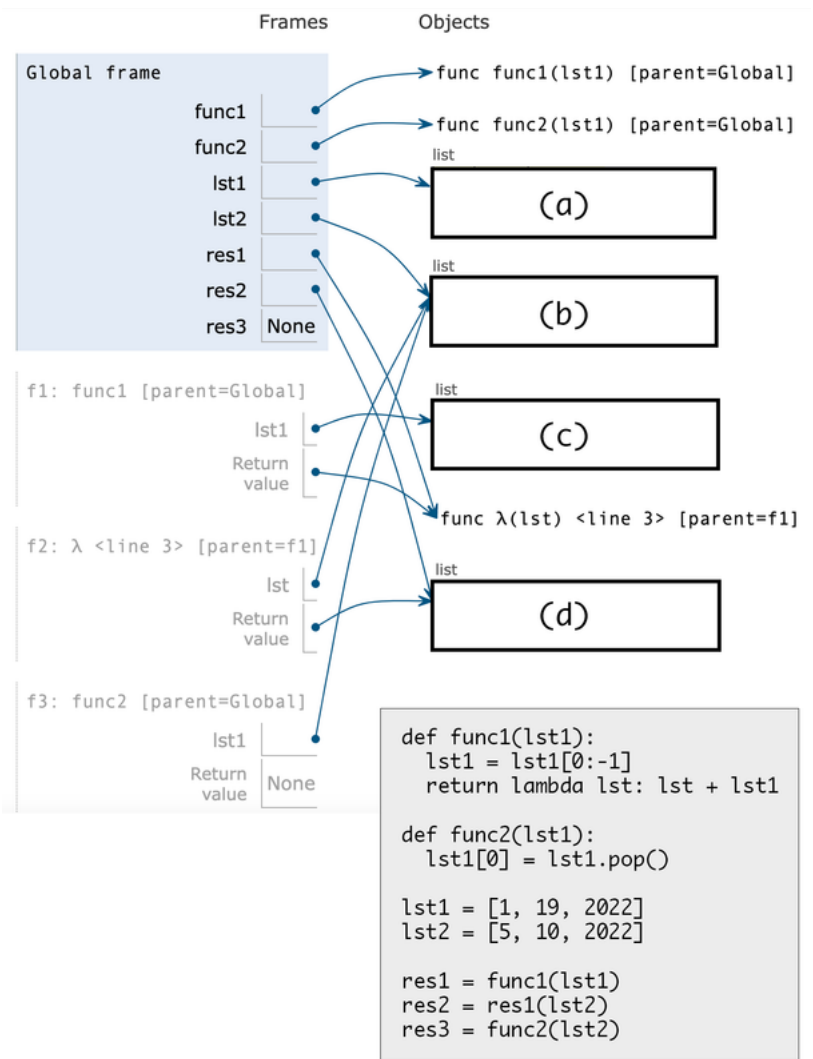 Frames Objects
Global frame
func1
func2
lst1
lst2
res1
res2
res3 None
func func1(lst1) [parent=Global]
func func2(lst1) [parent=Global]
list
(a)
list
(b)
list
(c)
func λ(lst) <line 3> [parent=f1]
list
(d)
f1: func1 [parent=Global]
lst1
Return
value
f2: λ <line 3> [parent=f1]
lst
Return
value
f3: func2 [parent=Global]
lst1
Return
value None
def func1(lst1):
  lst1 = lst1[0:-1]
  return lambda lst: lst + lst1
def func2(lst1):
  lst1[0] = lst1.pop()
lst1 = [1, 19, 2022]
lst2 = [5, 10, 2022]
res1 = func1(lst1)
res2 = res1(lst2)
res3 = func2(lst2)